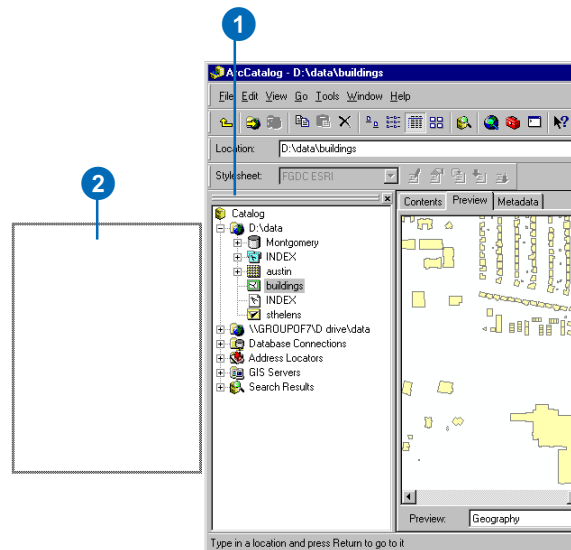 1
2
ArcCatalog - D:\data\buildings
File Edit View Go Tools Window Help
Location: D:\data\buildings
Stylesheet: FGDC ESRI
Contents Preview Metadata
Catalog
D:\data
Montgomery
INDEX
austin
buildings
INDEX
sthelens
\\GROUPOF7\D drive\data
Database Connections
Address Locators
GIS Servers
Search Results
Preview: Geography
Type in a location and press Return to go to it